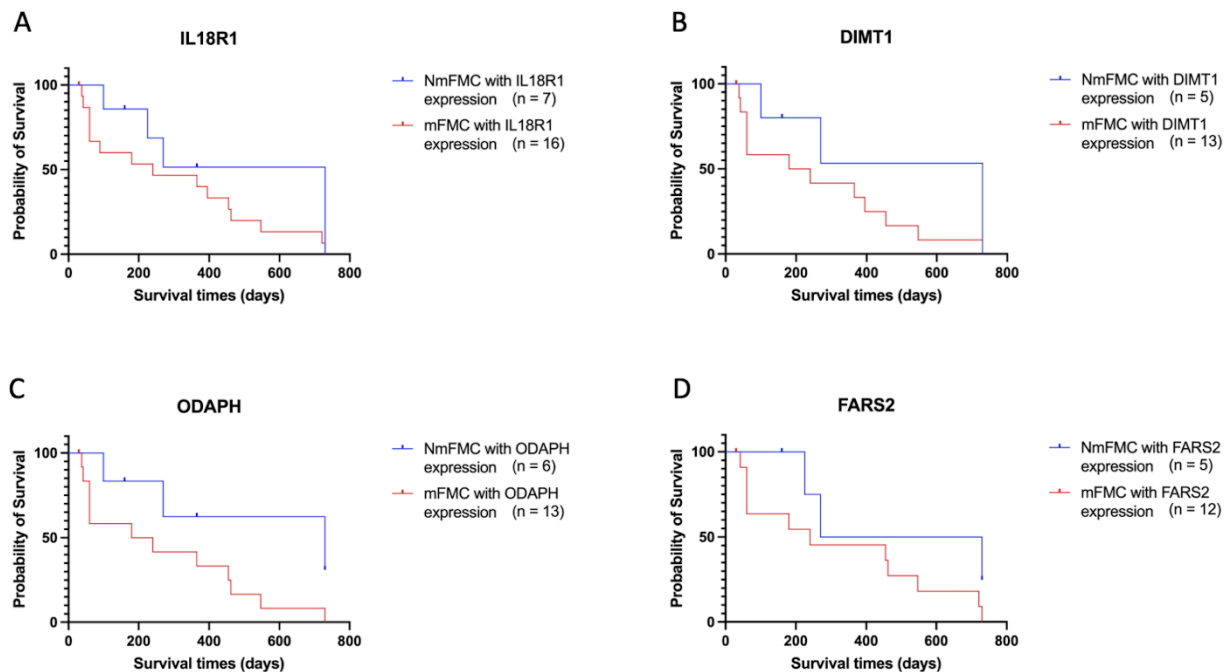 A
IL18R1
Probability of Survival
100
50
0
0 200 400 600 800
Survival times (days)
NmFMC with IL18R1
expression (n = 7)
mFMC with IL18R1
expression (n = 16)
B
DIMT1
Probability of Survival
100
50
0
0 200 400 600 800
Survival times (days)
NmFMC with DIMT1
expression (n = 5)
mFMC with DIMT1
expression (n = 13)
C
ODAPH
Probability of Survival
100
50
0
0 200 400 600 800
Survival times (days)
NmFMC with ODAPH
expression (n = 6)
mFMC with ODAPH
expression (n = 13)
D
FARS2
Probability of Survival
100
50
0
0 200 400 600 800
Survival times (days)
NmFMC with FARS2
expression (n = 5)
mFMC with FARS2
expression (n = 12)